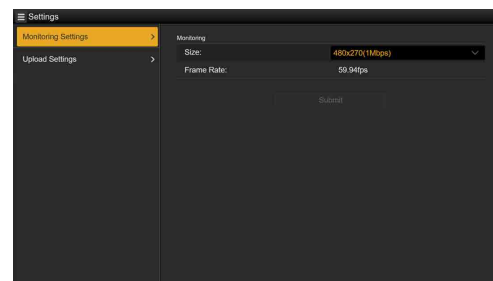 Settings
Monitoring Settings
Upload Settings
Monitoring
Size: 480x270(1Mbps)
Frame Rate: 59.94fps
Submit